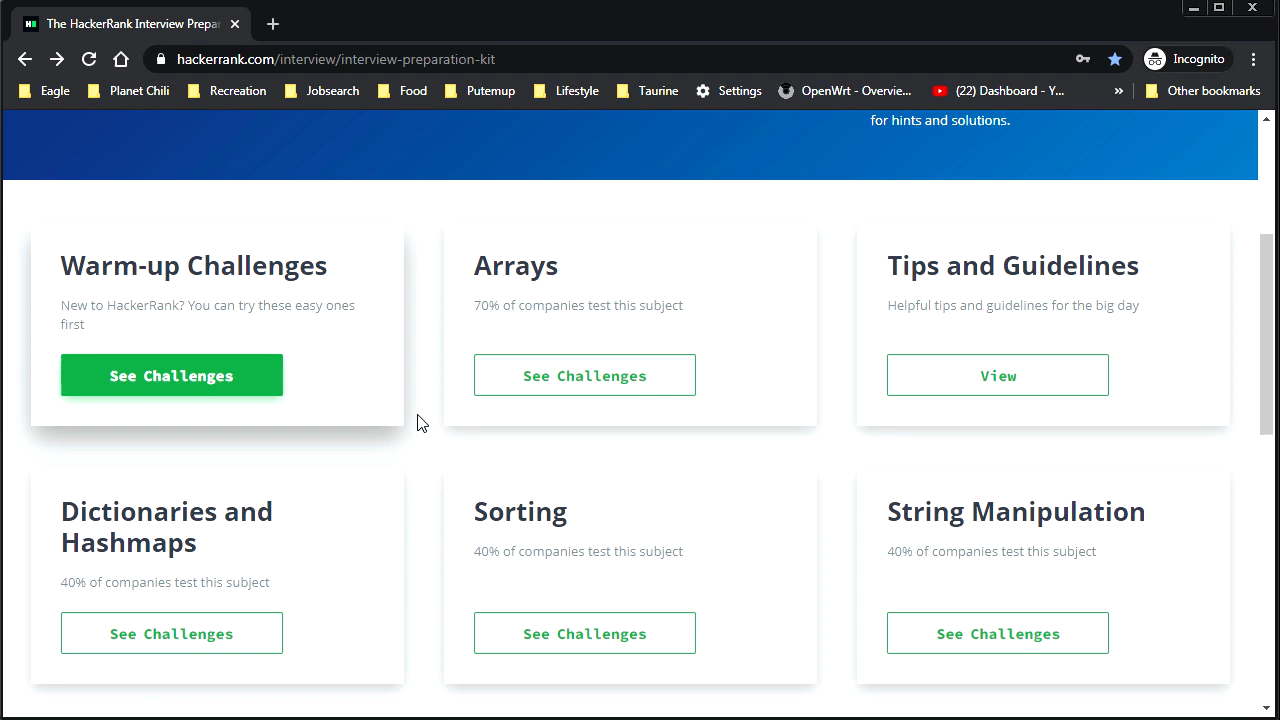 The HackerRank Interview Prepar
hackerrank.com/interview/interview-preparation-kit
Incognito
Eagle
Planet Chili
Recreation
Jobsearch
Food
Putemup
Lifestyle
Taurine
Settings
OpenWrt - Overvie...
(22) Dashboard - Y...
»
Other bookmarks
for hints and solutions.
Warm-up Challenges
New to HackerRank? You can try these easy ones
first
See Challenges
Arrays
70% of companies test this subject
See Challenges
Tips and Guidelines
Helpful tips and guidelines for the big day
View
Dictionaries and
Hashmaps
40% of companies test this subject
See Challenges
Sorting
40% of companies test this subject
See Challenges
String Manipulation
40% of companies test this subject
See Challenges